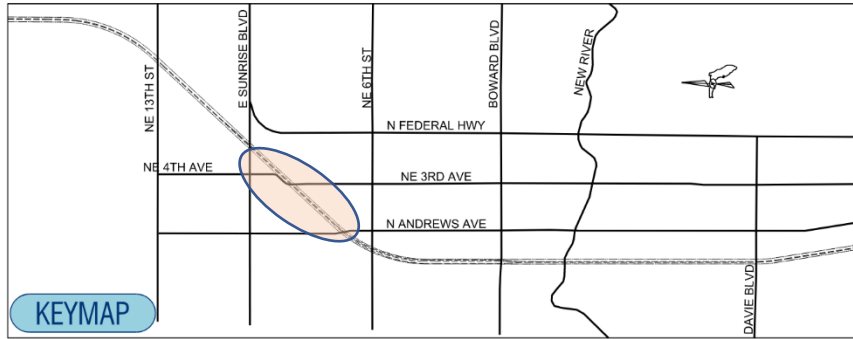 NE 13TH ST
E SUNRISE BLVD
NE 6TH ST
BOWARD BLVD
NEW RIVER
N FEDERAL HWY
NE 4TH AVE
NE 3RD AVE
N ANDREWS AVE
DAVIE BLVD
KEYMAP